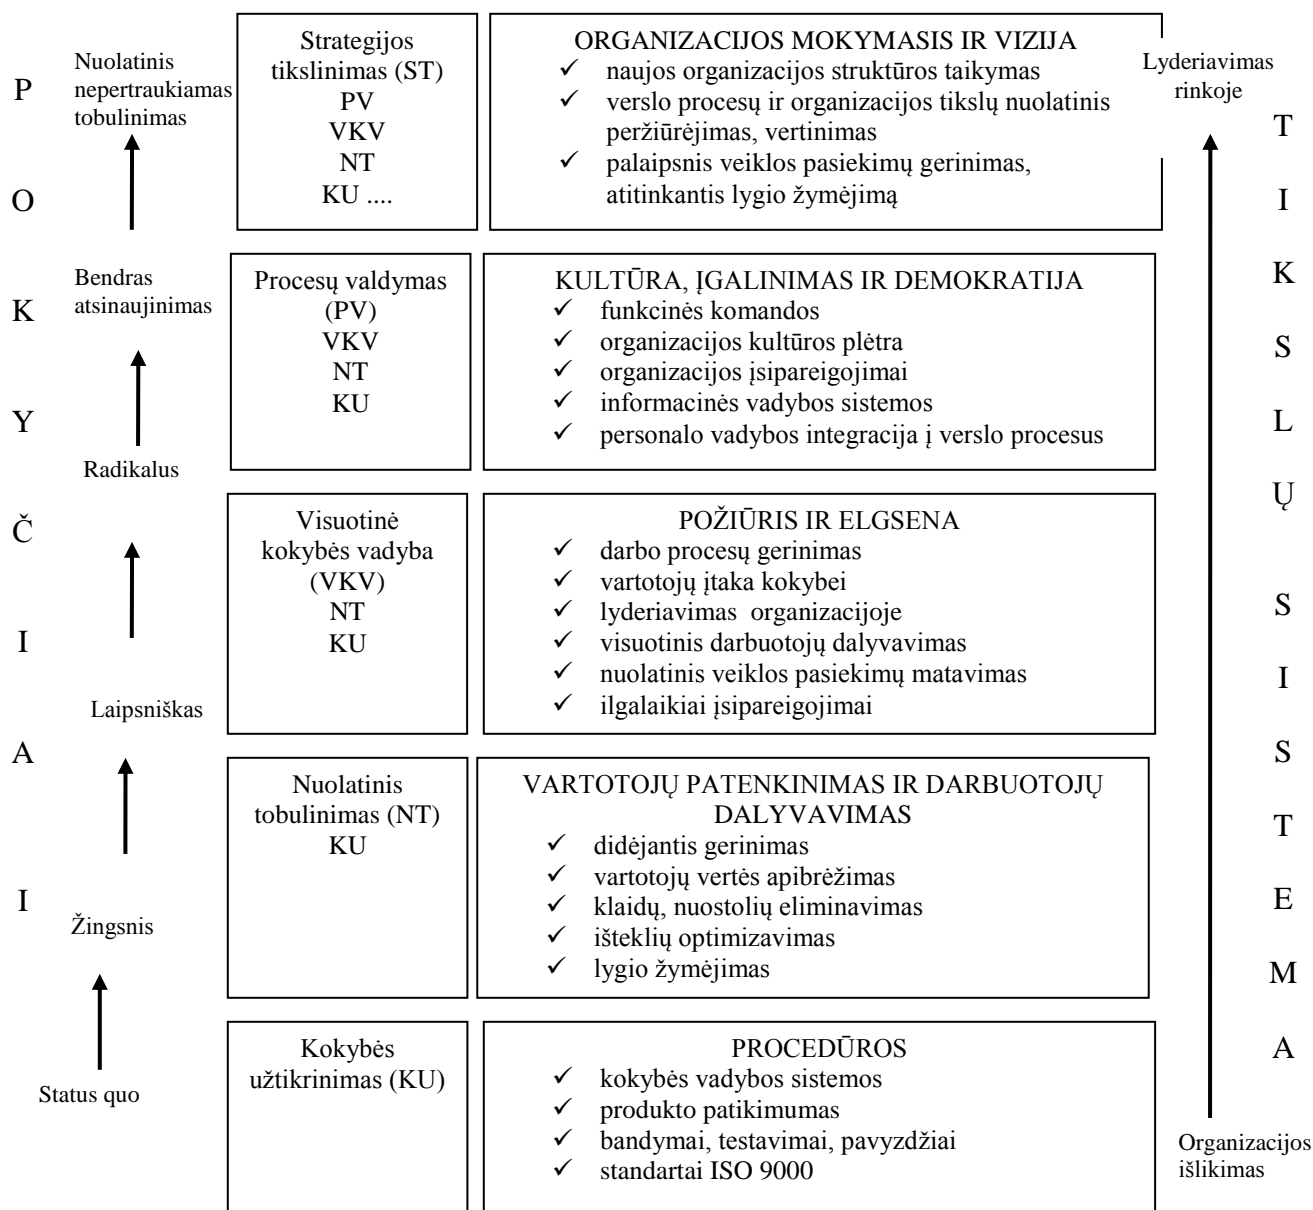 P
O
K
Y
Č
I
A
I
Nuolatinis
nepertraukiamas
tobulinimas
Bendras
atsinaujinimas
Radikalus
Laipsniškas
Žingsnis
Status quo
Strategijos
tikslinimas (ST)
PV
VKV
NT
KU ....
ORGANIZACIJOS MOKYMASIS IR VIZIJA
✓ naujos organizacijos struktūros taikymas
✓ verslo procesų ir organizacijos tikslų nuolatinis
peržiūrėjimas, vertinimas
✓ palaipsnis veiklos pasiekimų gerinimas,
atitinkantis lygio žymėjimą
Procesų valdymas
(PV)
VKV
NT
KU
KULTŪRA, ĮGALINIMAS IR DEMOKRATIJA
✓ funkcinės komandos
✓ organizacijos kultūros plėtra
✓ organizacijos įsipareigojimai
✓ informacinės vadybos sistemos
✓ personalo vadybos integracija į verslo procesus
Visuotinė
kokybės vadyba
(VKV)
NT
KU
POŽIŪRIS IR ELGSENA
✓ darbo procesų gerinimas
✓ vartotojų įtaka kokybei
✓ lyderiavimas organizacijoje
✓ visuotinis darbuotojų dalyvavimas
✓ nuolatinis veiklos pasiekimų matavimas
✓ ilgalaikiai įsipareigojimai
Nuolatinis
tobulinimas (NT)
KU
VARTOTOJŲ PATENKINIMAS IR DARBUOTOJŲ
DALYVAVIMAS
✓ didėjantis gerinimas
✓ vartotojų vertės apibrėžimas
✓ klaidų, nuostolių eliminavimas
✓ išteklių optimizavimas
✓ lygio žymėjimas
Kokybės
užtikrinimas (KU)
PROCEDŪROS
✓ kokybės vadybos sistemos
✓ produkto patikimumas
✓ bandymai, testavimai, pavyzdžiai
✓ standartai ISO 9000
Lyderiavimas
rinkoje
Organizacijos
išlikimas
T
I
K
S
L
Ų
S
I
S
T
E
M
A